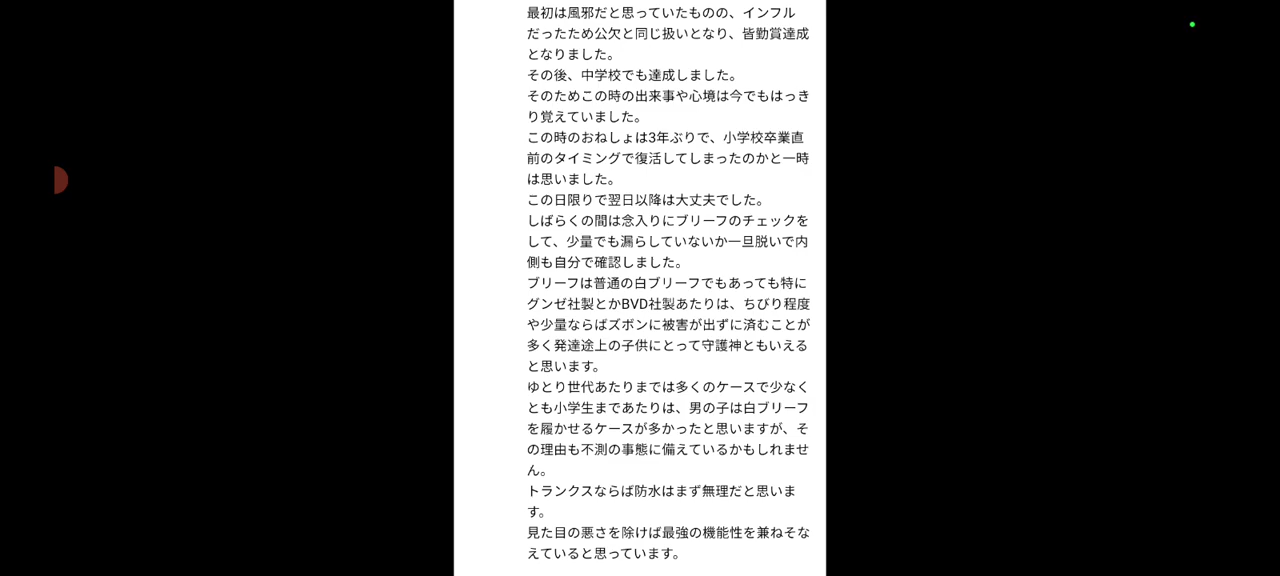 最初は風邪だと思っていたものの、インフル
だったため公欠と同じ扱いとなり、皆勤賞達成
となりました。
その後、中学校でも達成しました。
そのためこの時の出来事や心境は今でもはっき
り覚えていました。
この時のおねしょは3年ぶりで、小学校卒業直
前のタイミングで復活してしまったのかと一時
は思いました。
この日限りで翌日以降は大丈夫でした。
しばらくの間は念入りにブリーフのチェックを
して、少量でも漏らしていないか一旦脱いで内
側も自分で確認しました。
ブリーフは普通の白ブリーフでもあっても特に
グンゼ社製とかBVD社製あたりは、ちびり程度
や少量ならばズボンに被害が出ずに済むことが
多く発達途上の子供にとって守護神ともいえる
と思います。
ゆとり世代あたりまでは多くのケースで少なく
とも小学生まであたりは、男の子は白ブリーフ
を履かせるケースが多かったと思いますが、そ
の理由も不測の事態に備えているかもしれませ
ん。
トランクスならば防水はまず無理だと思いま
す。
見た目の悪さを除けば最強の機能性を兼ねそな
えていると思っています。